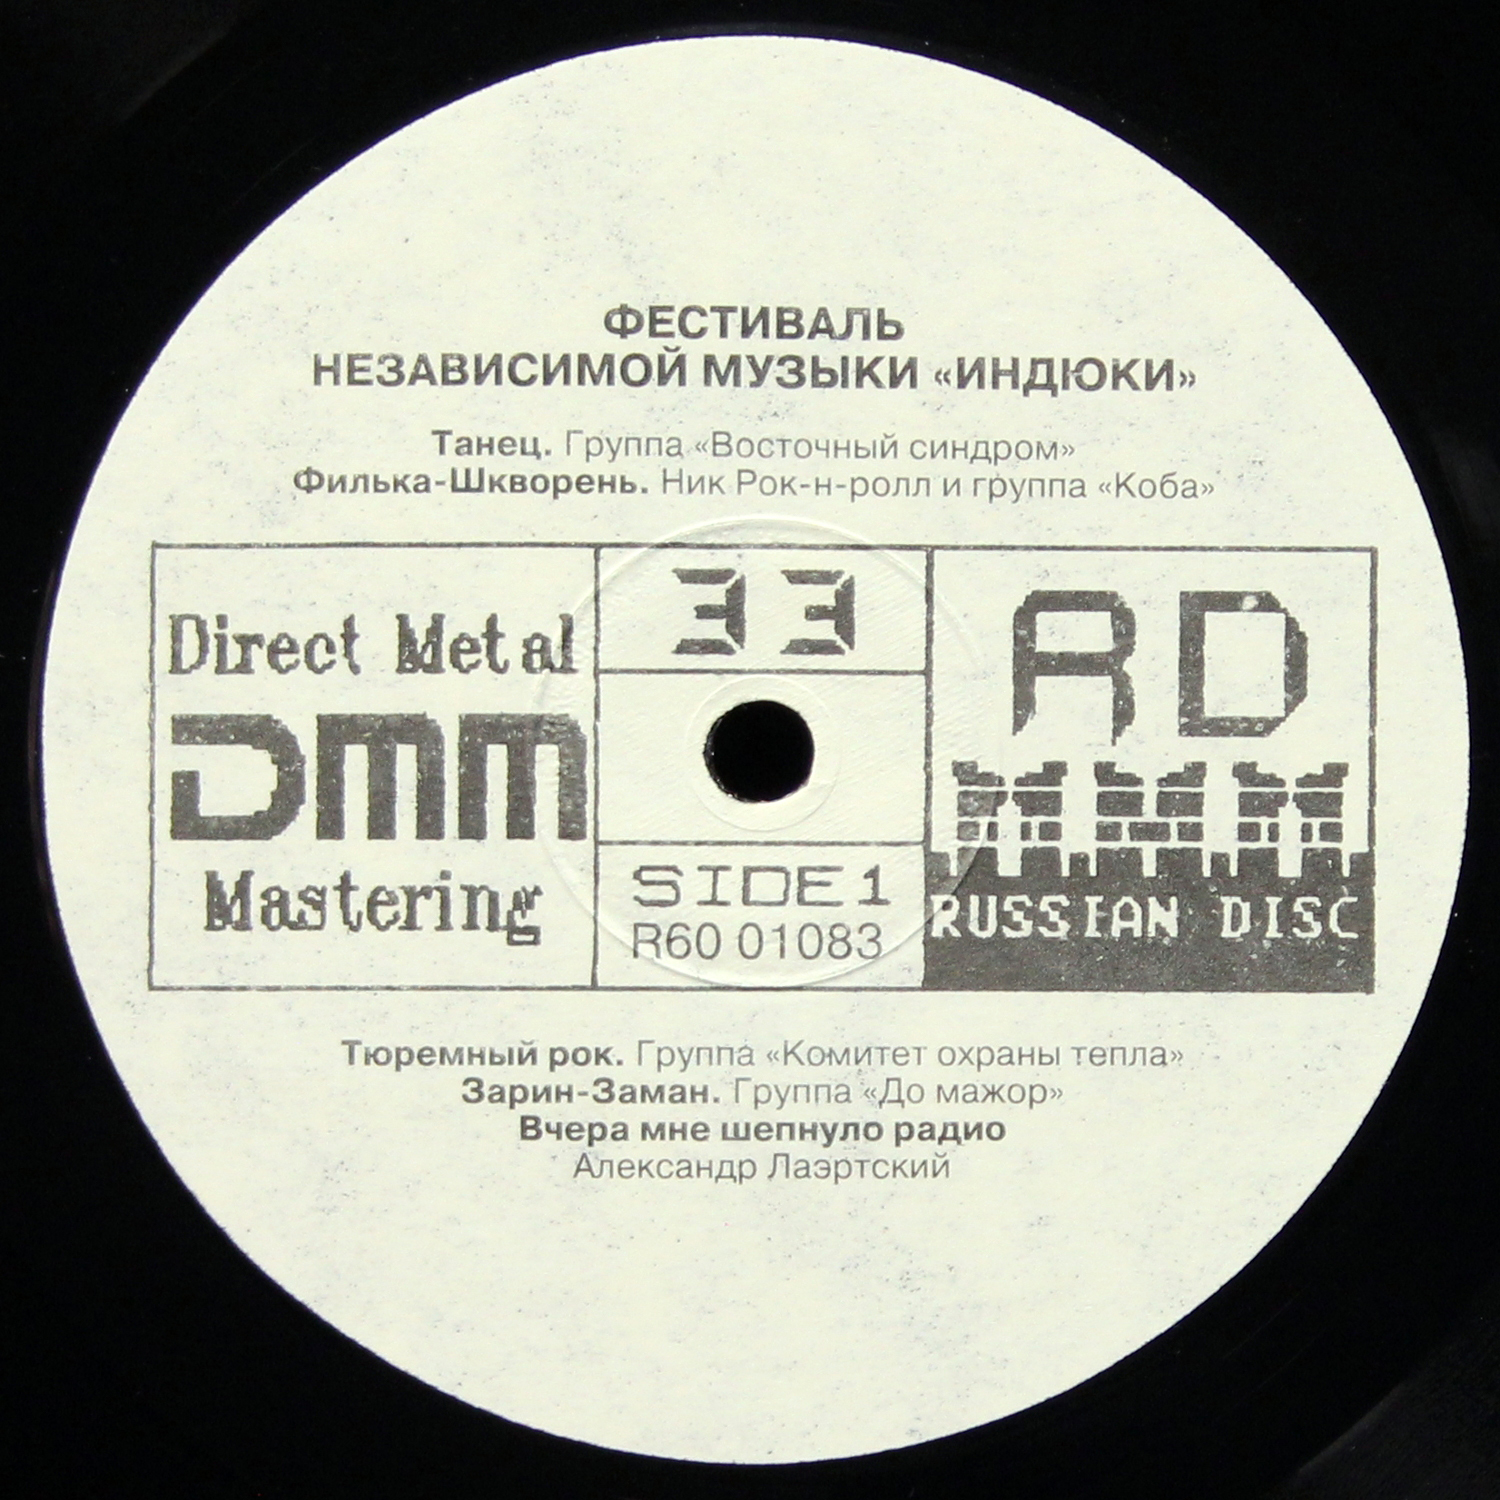 ФЕСТИВАЛЬ
НЕЗАВИСИМОЙ МУЗЫКИ «ИНДЮКИ»
Танец. Группа «Восточный синдром»
Филька-Шкворень. Ник Рок-н-ролл и группа «Коба»
Direct Metal
DMM
Mastering
33
SIDE 1
R60 01083
RD
RUSSIAN DISC
Тюремный рок. Группа «Комитет охраны тепла»
Зарин-Заман. Группа «До мажор»
Вчера мне шепнуло радио
Александр Лаэртский